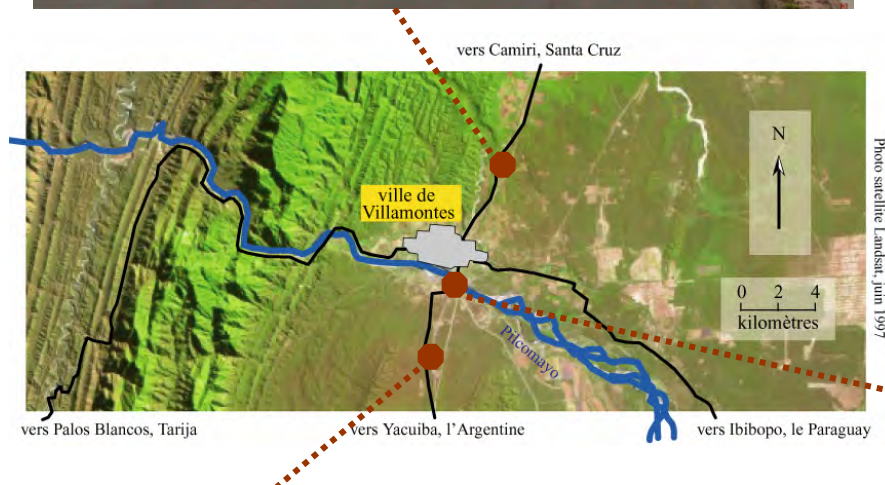 vers Camiri, Santa Cruz
N
ville de
Villamontes
0 2 4
kilomètres
Photo satellite Landsat, juin 1997
Pilcomayo
vers Palos Blancos, Tarija
vers Yacuiba, l'Argentine
vers Ibibopo, le Paraguay